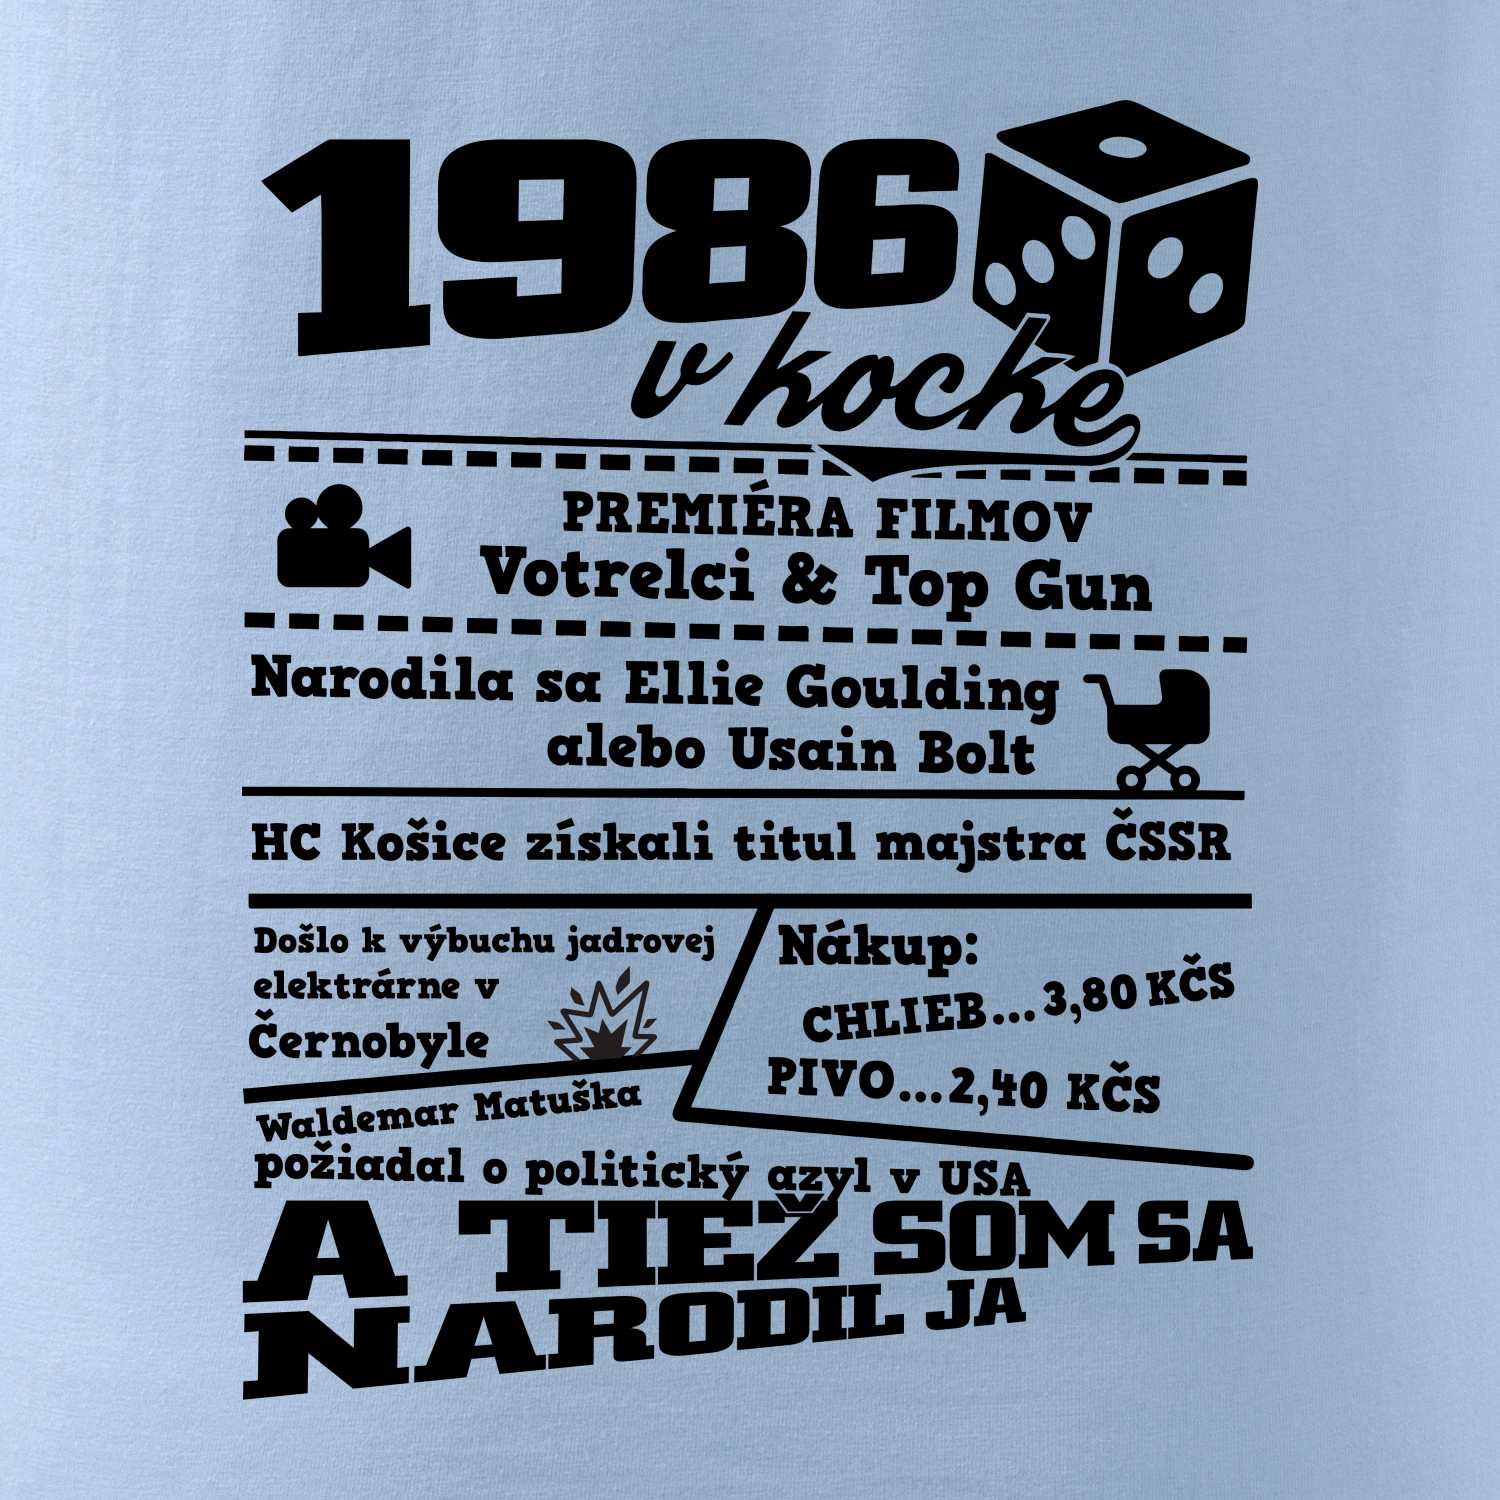 1986
v kocke
PREMIÉRA FILMOV
Votrelci & Top Gun
Narodila sa Ellie Goulding
alebo Usain Bolt
HC Košice získali titul majstra ČSSR
Došlo k výbuchu jadrovej
elektrárne v
Černobyle
Nákup:
CHLIEB...3,80 KČS
PIVO...2,40 KČS
Waldemar Matuška
požiadal o politický azyl v USA
A TIEŽ SOM SA
NARODIL JA